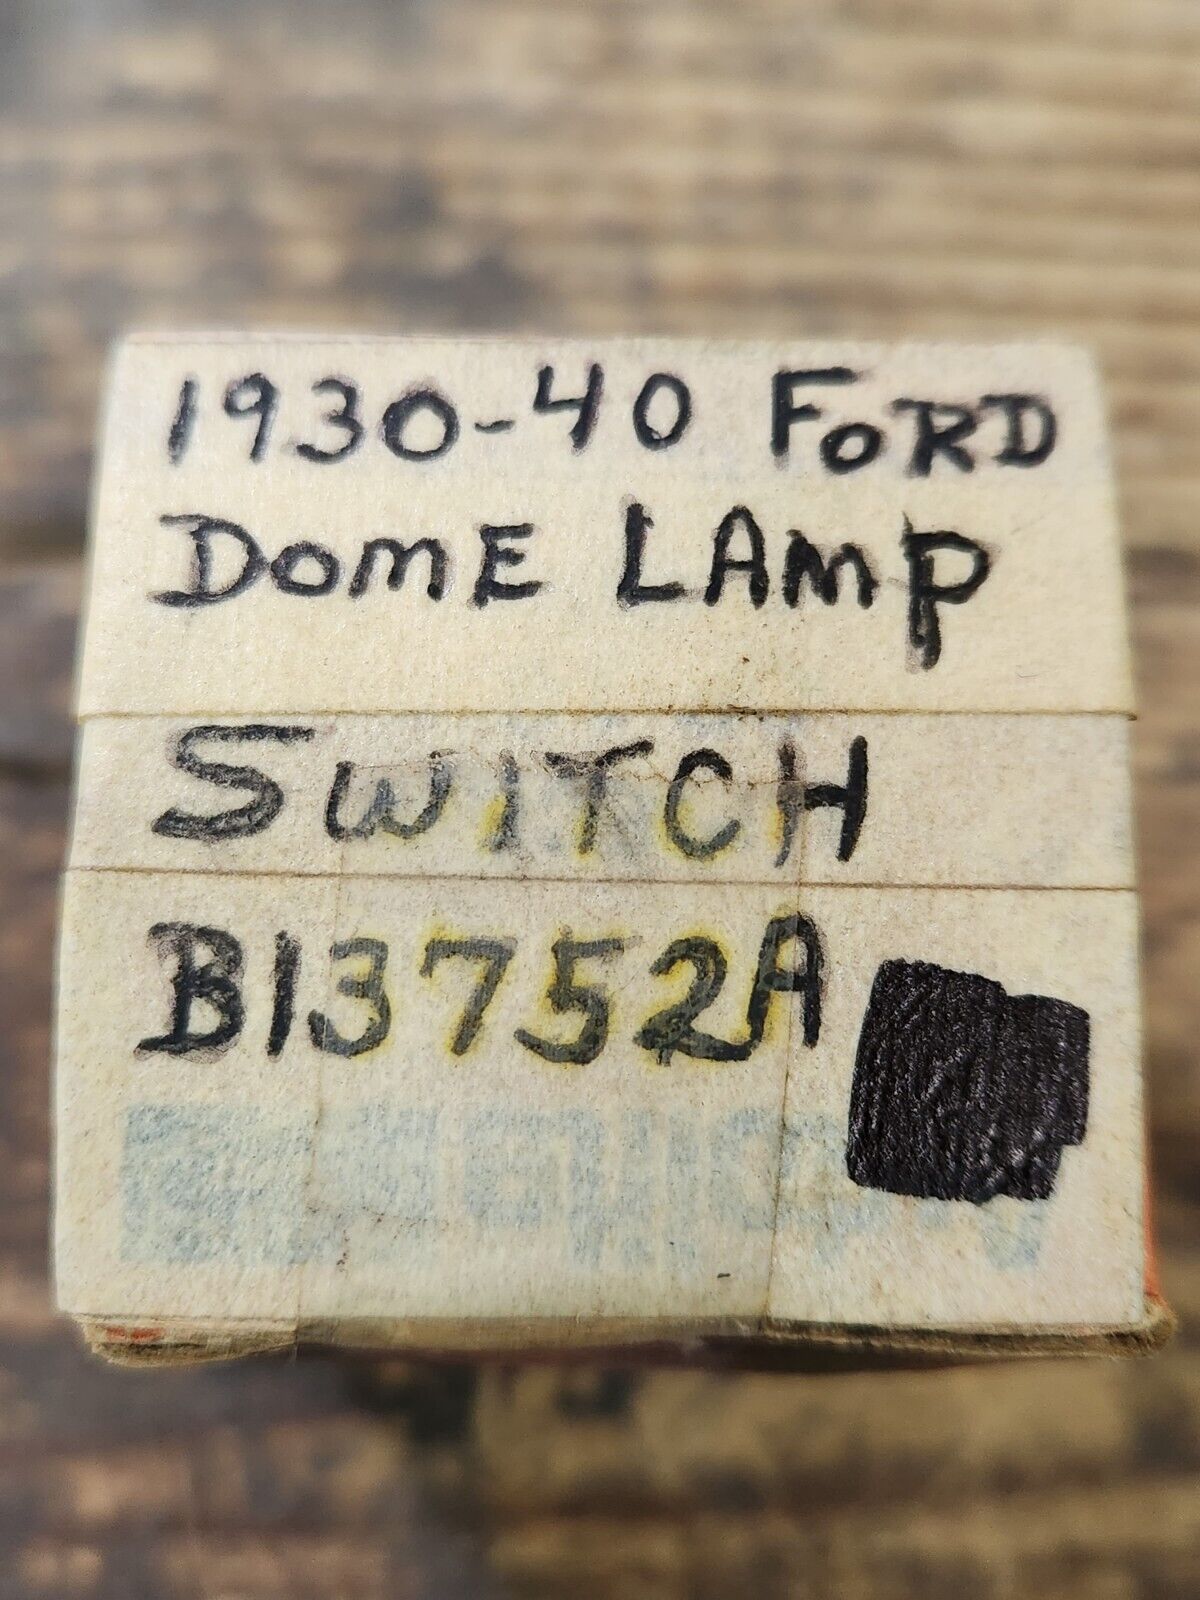 1930-40 FORD
DOME LAMP
SWITCH
B13752A